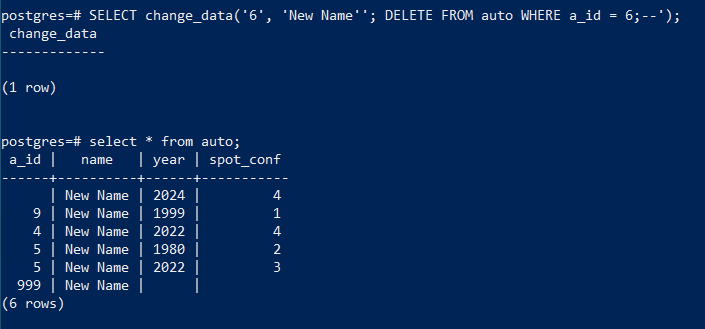 postgres=# SELECT change_data('6', 'New Name''; DELETE FROM auto WHERE a_id = 6;--');
 change_data
-------------

(1 row)


postgres=# select * from auto;
 a_id |   name   | year | spot_conf
------+----------+------+-----------
      | New Name | 2024 |         4
    9 | New Name | 1999 |         1
    4 | New Name | 2022 |         4
    5 | New Name | 1980 |         2
    5 | New Name | 2022 |         3
  999 | New Name |      |
(6 rows)